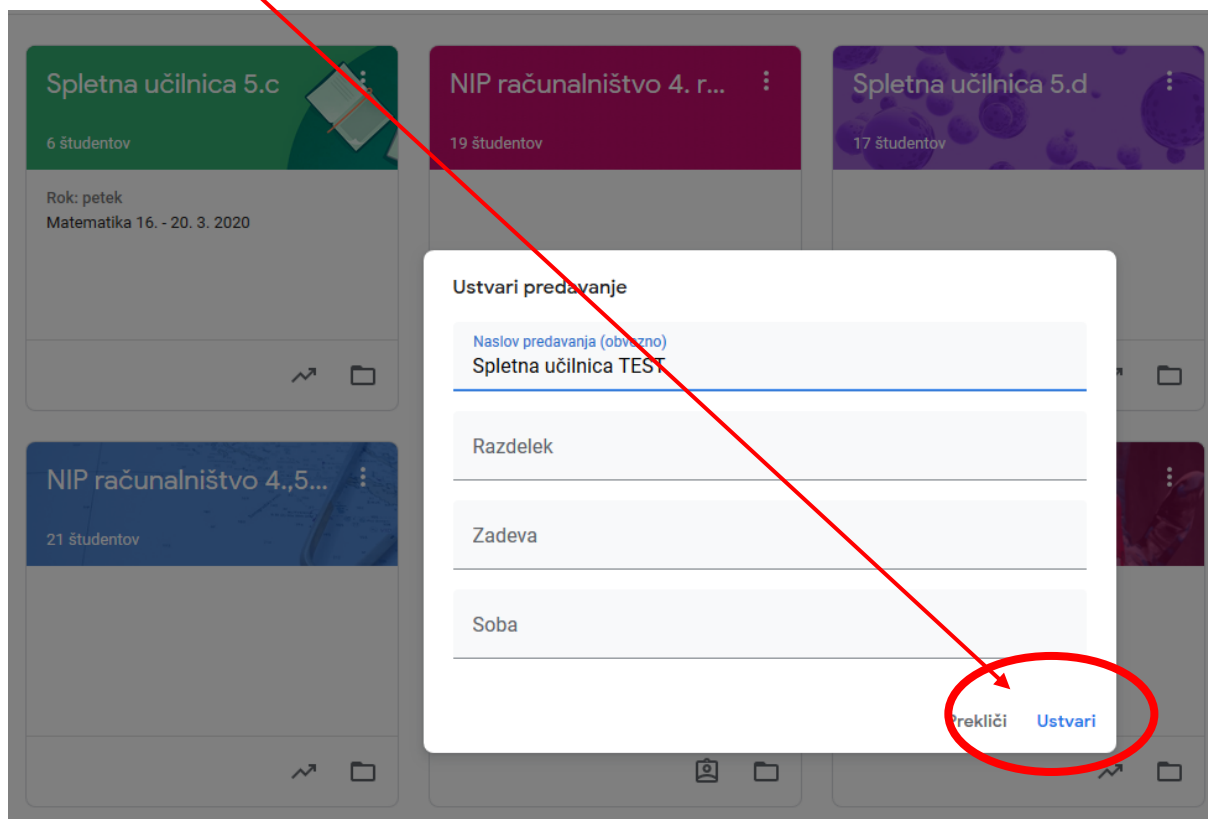 Spletna učilnica 5.c
6 študentov
Rok: petek
Matematika 16. - 20. 3. 2020
NIP računalništvo 4. r...
19 študentov
Spletna učilnica 5.d
17 študentov
NIP računalništvo 4.,5...
21 študentov
Ustvari predavanje
Naslov predavanja (obvezno)
Spletna učilnica TEST
Razdelek
Zadeva
Soba
Prekliči Ustvari